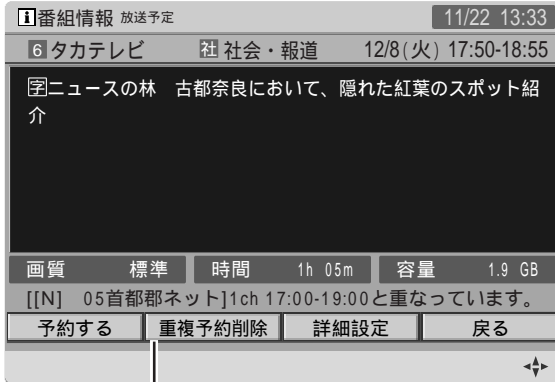 i番組情報 放送予定 11/22 13:33
6 タカテレビ 社 社会・報道 12/8(火) 17:50-18:55
字ニュースの林 古都奈良において、隠れた紅葉のスポット紹
介
画質 標準 時間 1h 05m 容量 1.9 GB
[[N] 05首都郡ネット]1ch 17:00-19:00と重なっています。
予約する 重複予約削除 詳細設定 戻る